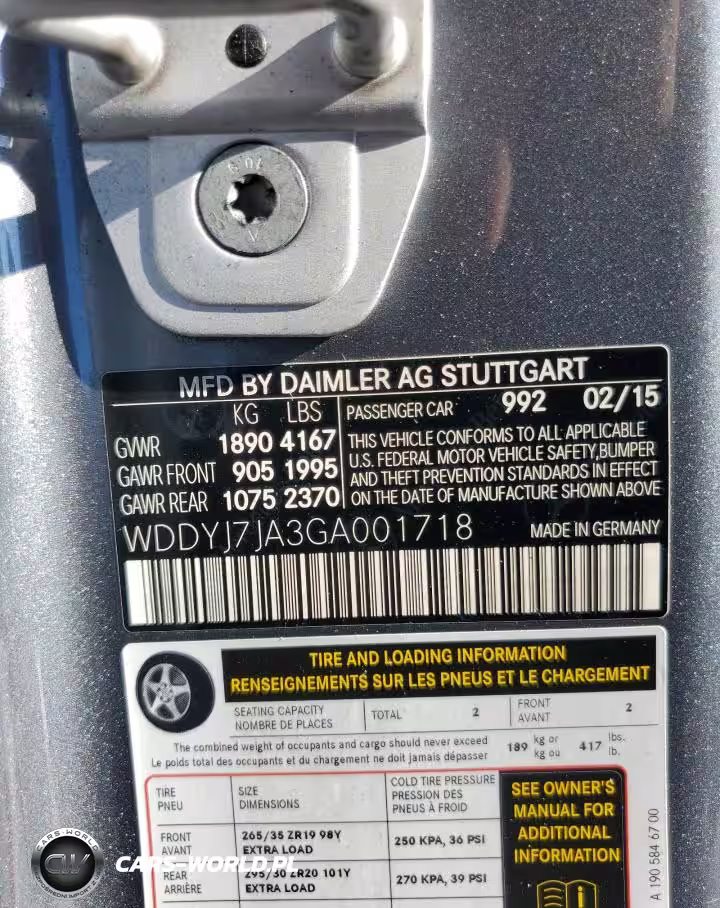 MFD BY DAIMLER AG STUTTGART
KG LBS
GVWR 1890 4167
GAWR FRONT 905 1995
GAWR REAR 1075 2370
PASSENGER CAR 992 02/15
THIS VEHICLE CONFORMS TO ALL APPLICABLE
U.S. FEDERAL MOTOR VEHICLE SAFETY,BUMPER
AND THEFT PREVENTION STANDARDS IN EFFECT
ON THE DATE OF MANUFACTURE SHOWN ABOVE
WDDYJ7JA3GA001718 MADE IN GERMANY
TIRE AND LOADING INFORMATION
RENSEIGNEMENTS SUR LES PNEUS ET LE CHARGEMENT
SEATING CAPACITY
NOMBRE DE PLACES
TOTAL 2
FRONT
AVANT
2
The combined weight of occupants and cargo should never exceed
Le poids total des occupants et du chargement ne doit jamais dépasser
189 kg or
kg ou
417 lbs.
lb.
TIRE
PNEU
SIZE
DIMENSIONS
COLD TIRE PRESSURE
PRESSION DES
PNEUS À FROID
FRONT
AVANT
265/35 ZR19 98Y
EXTRA LOAD
250 KPA, 36 PSI
REAR
ARRIÈRE
295/30 ZR20 101Y
EXTRA LOAD
270 KPA, 39 PSI
SEE OWNER'S
MANUAL FOR
ADDITIONAL
INFORMATION
A 190 584 67 00
CARS-WORLD
CW
CARS-WORLD.PL